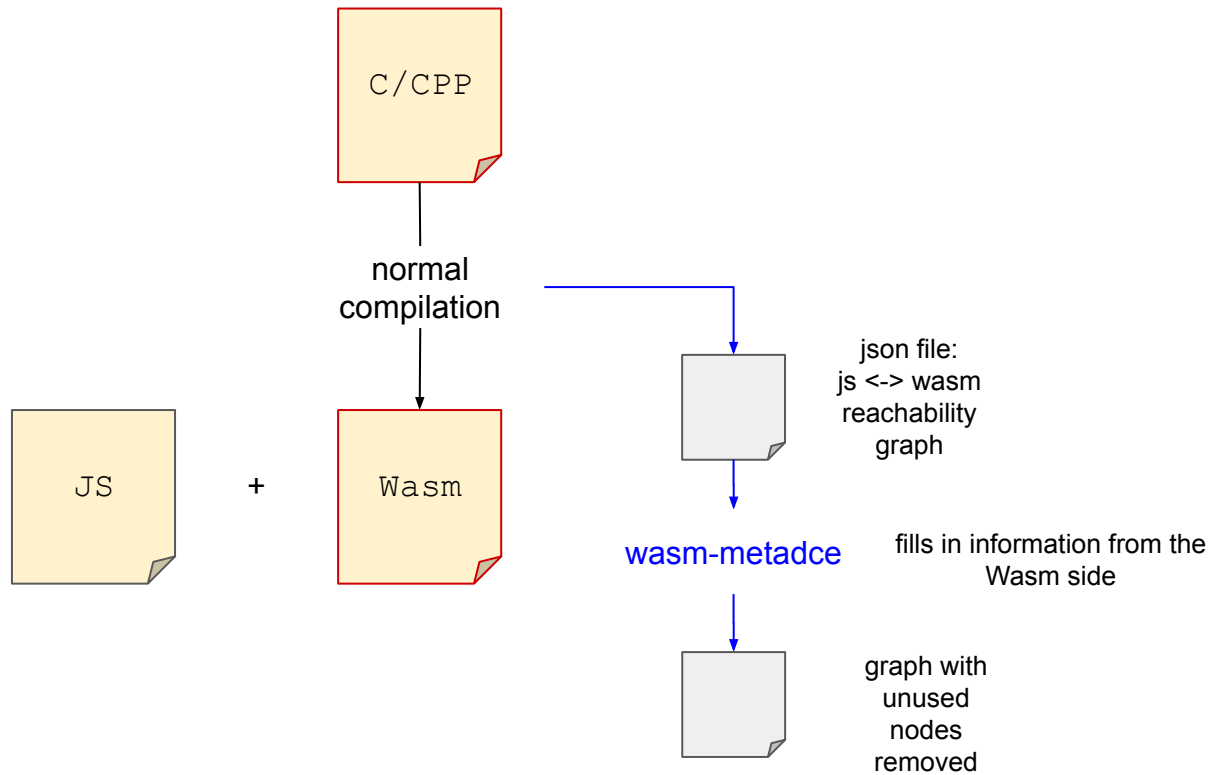 C/CPP
normal
compilation
json file:
js <-> wasm
reachability
graph
JS
+
Wasm
wasm-metadce
fills in information from the
Wasm side
graph with
unused
nodes
removed